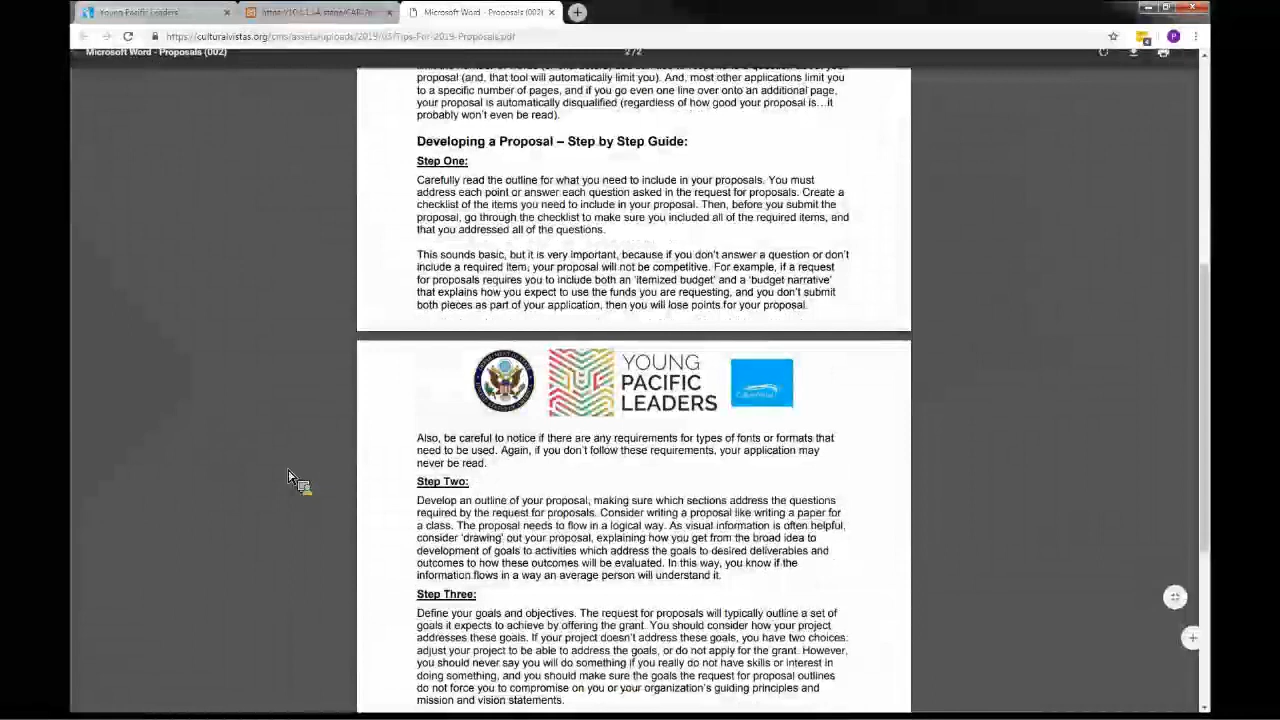 Young Pacific Leaders
Microsoft Word - Proposals (002)
https://culturalvistas.org/cms/assets/uploads/2019/03/Tips-For-2019-Proposals.pdf
Microsoft Word - Proposals (002)
2/2
proposal (and, that tool will automatically limit you). And, most other applications limit you
to a specific number of pages, and if you go even one line over onto an additional page,
your proposal is automatically disqualified (regardless of how good your proposal is…it
probably won't even be read).
Developing a Proposal – Step by Step Guide:
Step One:
Carefully read the outline for what you need to include in your proposals. You must
address each point or answer each question asked in the request for proposals. Create a
checklist of the items you need to include in your proposal. Then, before you submit the
proposal, go through the checklist to make sure you included all of the required items, and
that you addressed all of the questions.
This sounds basic, but it is very important, because if you don't answer a question or don't
include a required item, your proposal will not be competitive. For example, if a request
for proposals requires you to include both an 'itemized budget' and a 'budget narrative'
that explains how you expect to use the funds you are requesting, and you don't submit
both pieces as part of your application, then you will lose points for your proposal.
YOUNG
PACIFIC
LEADERS
Also, be careful to notice if there are any requirements for types of fonts or formats that
need to be used. Again, if you don't follow these requirements, your application may
never be read.
Step Two:
Develop an outline of your proposal, making sure which sections address the questions
required by the request for proposals. Consider writing a proposal like writing a paper for
a class. The proposal needs to flow in a logical way. As visual information is often helpful,
consider 'drawing' out your proposal, explaining how you get from the broad idea to
development of goals to activities which address the goals to desired deliverables and
outcomes to how these outcomes will be evaluated. In this way, you know if the
information flows in a way an average person will understand it.
Step Three:
Define your goals and objectives. The request for proposals will typically outline a set of
goals it expects to achieve by offering the grant. You should consider how your project
addresses these goals. If your project doesn't address these goals, you have two choices:
adjust your project to be able to address the goals, or do not apply for the grant. However,
you should never say you will do something if you really do not have skills or interest in
doing something, and you should make sure the goals the request for proposal outlines
do not force you to compromise on you or your organization's guiding principles and
mission and vision statements.